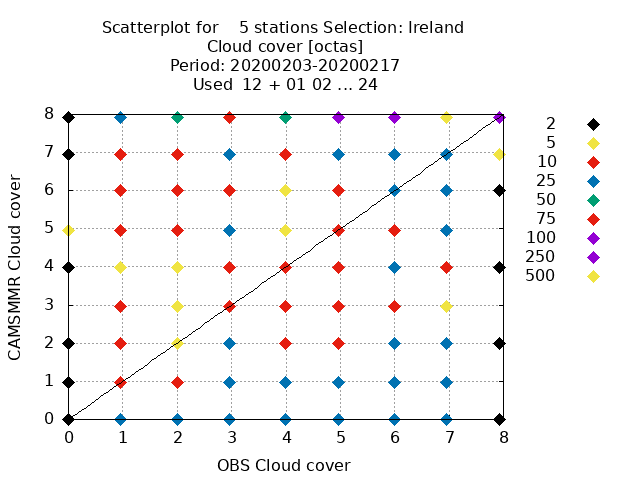 Scatterplot for    5 stations Selection: Ireland
Cloud cover [octas]
Period: 20200203-20200217
Used  12 + 01 02 ... 24
8
7
6
5
4
3
2
1
0
CAMSMMR Cloud cover
0 1 2 3 4 5 6 7 8
OBS Cloud cover
2
5
10
25
50
75
100
250
500